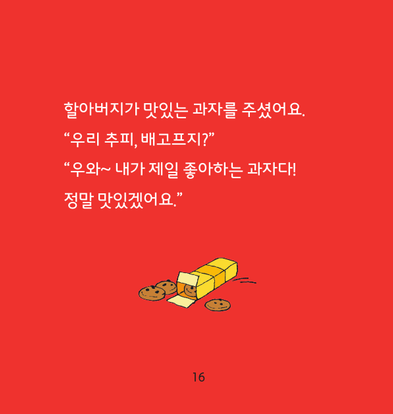 할아버지가 맛있는 과자를 주셨어요.
“우리 추피, 배고프지?”
“우와~ 내가 제일 좋아하는 과자다!
정말 맛있겠어요.”
16